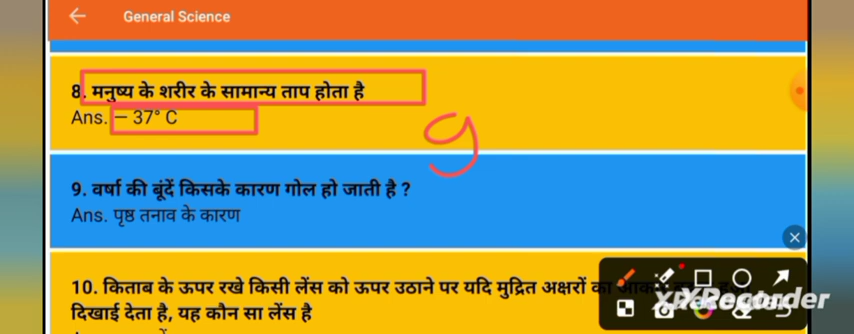 General Science
8. मनुष्य के शरीर के सामान्य ताप होता है
Ans. — 37° C
9
9. वर्षा की बूंदें किसके कारण गोल हो जाती है ?
Ans. पृष्ठ तनाव के कारण
10. किताब के ऊपर रखे किसी लेंस को ऊपर उठाने पर यदि मुद्रित अक्षरों का
दिखाई देता है, यह कौन सा लेंस है
XRecorder